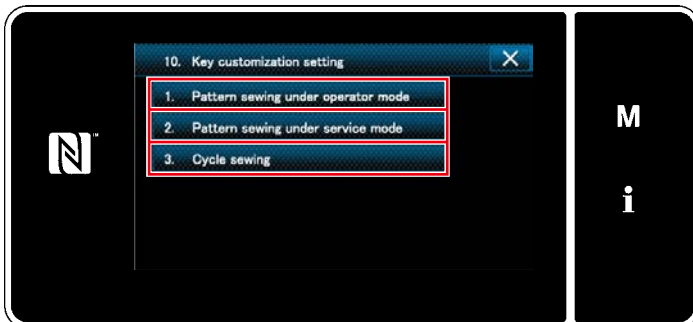 10. Key customization setting
1. Pattern sewing under operator mode
2. Pattern sewing under service mode
3. Cycle sewing
N™
M
i